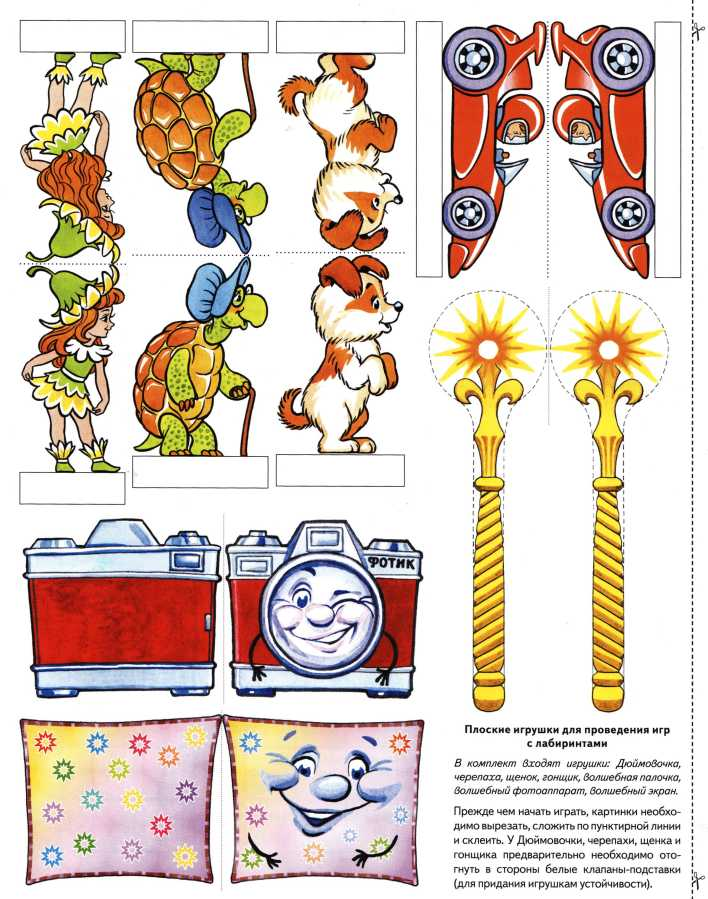 ФОТИК
Плоские игрушки для проведения игр
с лабиринтами
В комплект входят игрушки: Дюймовочка,
черепаха, щенок, гонщик, волшебная палочка,
волшебный фотоаппарат, волшебный экран.
Прежде чем начать играть, картинки необхо-
димо вырезать, сложить по пунктирной линии
и склеить. У Дюймовочки, черепахи, щенка и
гонщика предварительно необходимо ото-
гнуть в стороны белые клапаны-подставки
(для придания игрушкам устойчивости).